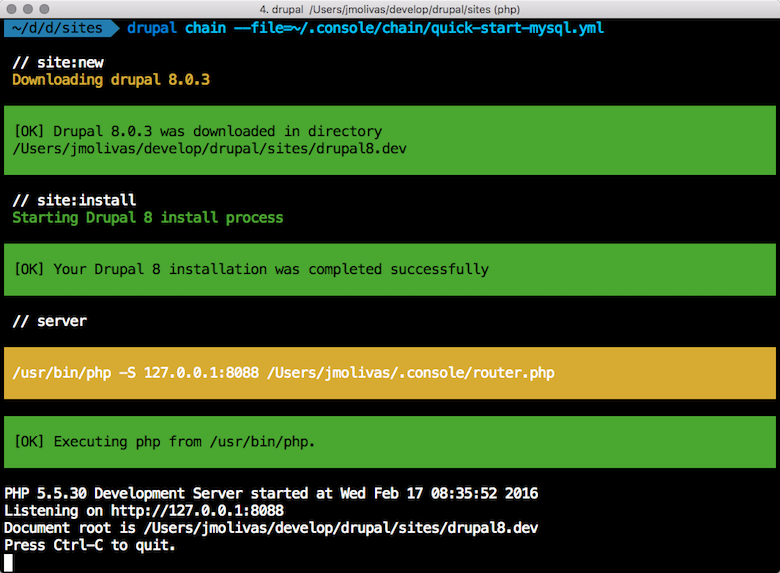 4. drupal /Users/jmolivas/develop/drupal/sites (php)
~/d/d/sites drupal chain --file=~/.console/chain/quick-start-mysql.yml
// site:new
Downloading drupal 8.0.3
[OK] Drupal 8.0.3 was downloaded in directory
/Users/jmolivas/develop/drupal/sites/drupal8.dev
// site:install
Starting Drupal 8 install process
[OK] Your Drupal 8 installation was completed successfully
// server
/usr/bin/php -S 127.0.0.1:8088 /Users/jmolivas/.console/router.php
[OK] Executing php from /usr/bin/php.
PHP 5.5.30 Development Server started at Wed Feb 17 08:35:52 2016
Listening on http://127.0.0.1:8088
Document root is /Users/jmolivas/develop/drupal/sites/drupal8.dev
Press Ctrl-C to quit.